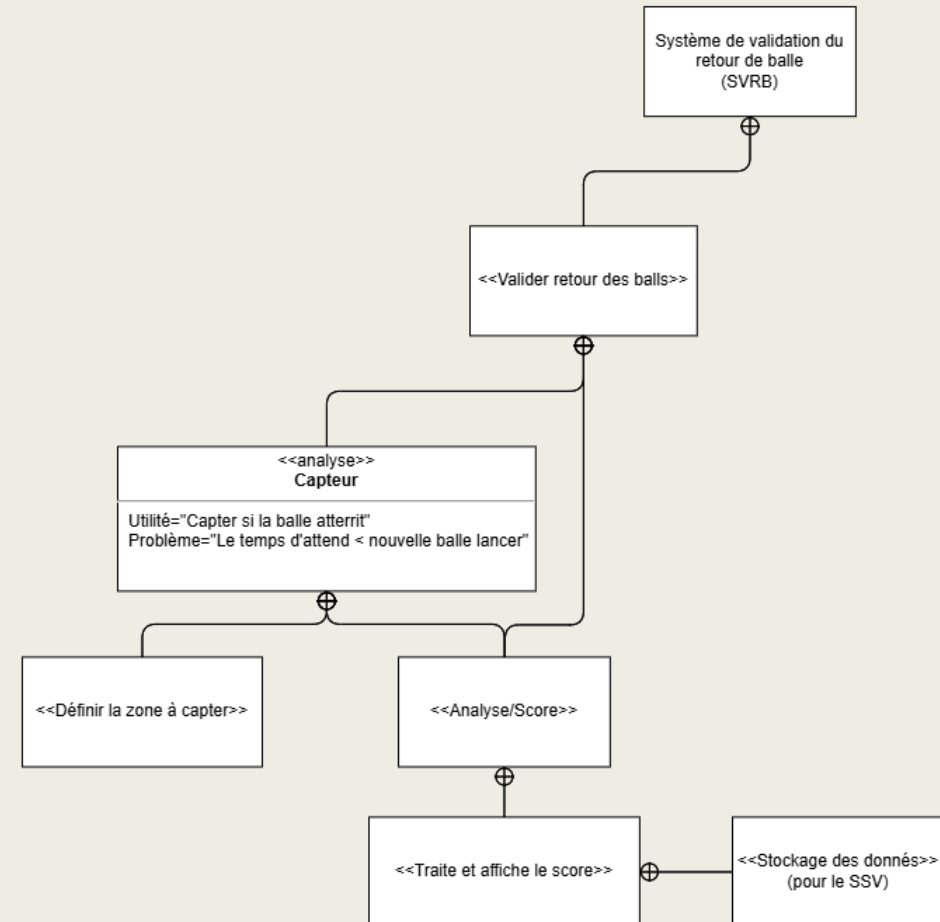 Système de validation du
retour de balle
(SVRB)
<<Valider retour des balls>>
<<analyse>>
Capteur
Utilité="Capter si la balle atterrit"
Problème="Le temps d'attend < nouvelle balle lancer"
<<Définir la zone à capter>>
<<Analyse/Score>>
<<Traite et affiche le score>>
<<Stockage des donnés>>
(pour le SSV)